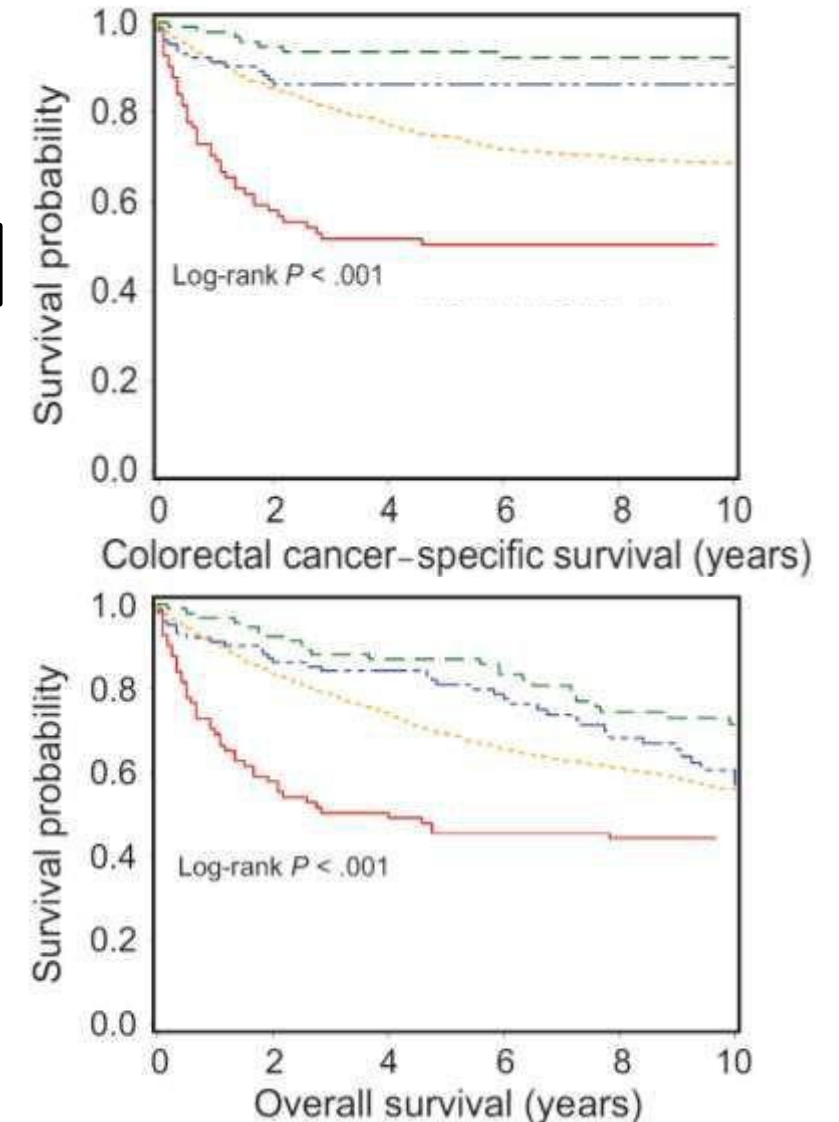 Survival probability
1.0
0.8
0.6
0.4
0.2
0.0
Log-rank P < .001
0 2 4 6 8 10
Colorectal cancer–specific survival (years)
Survival probability
1.0
0.8
0.6
0.4
0.2
0.0
Log-rank P < .001
0 2 4 6 8 10
Overall survival (years)